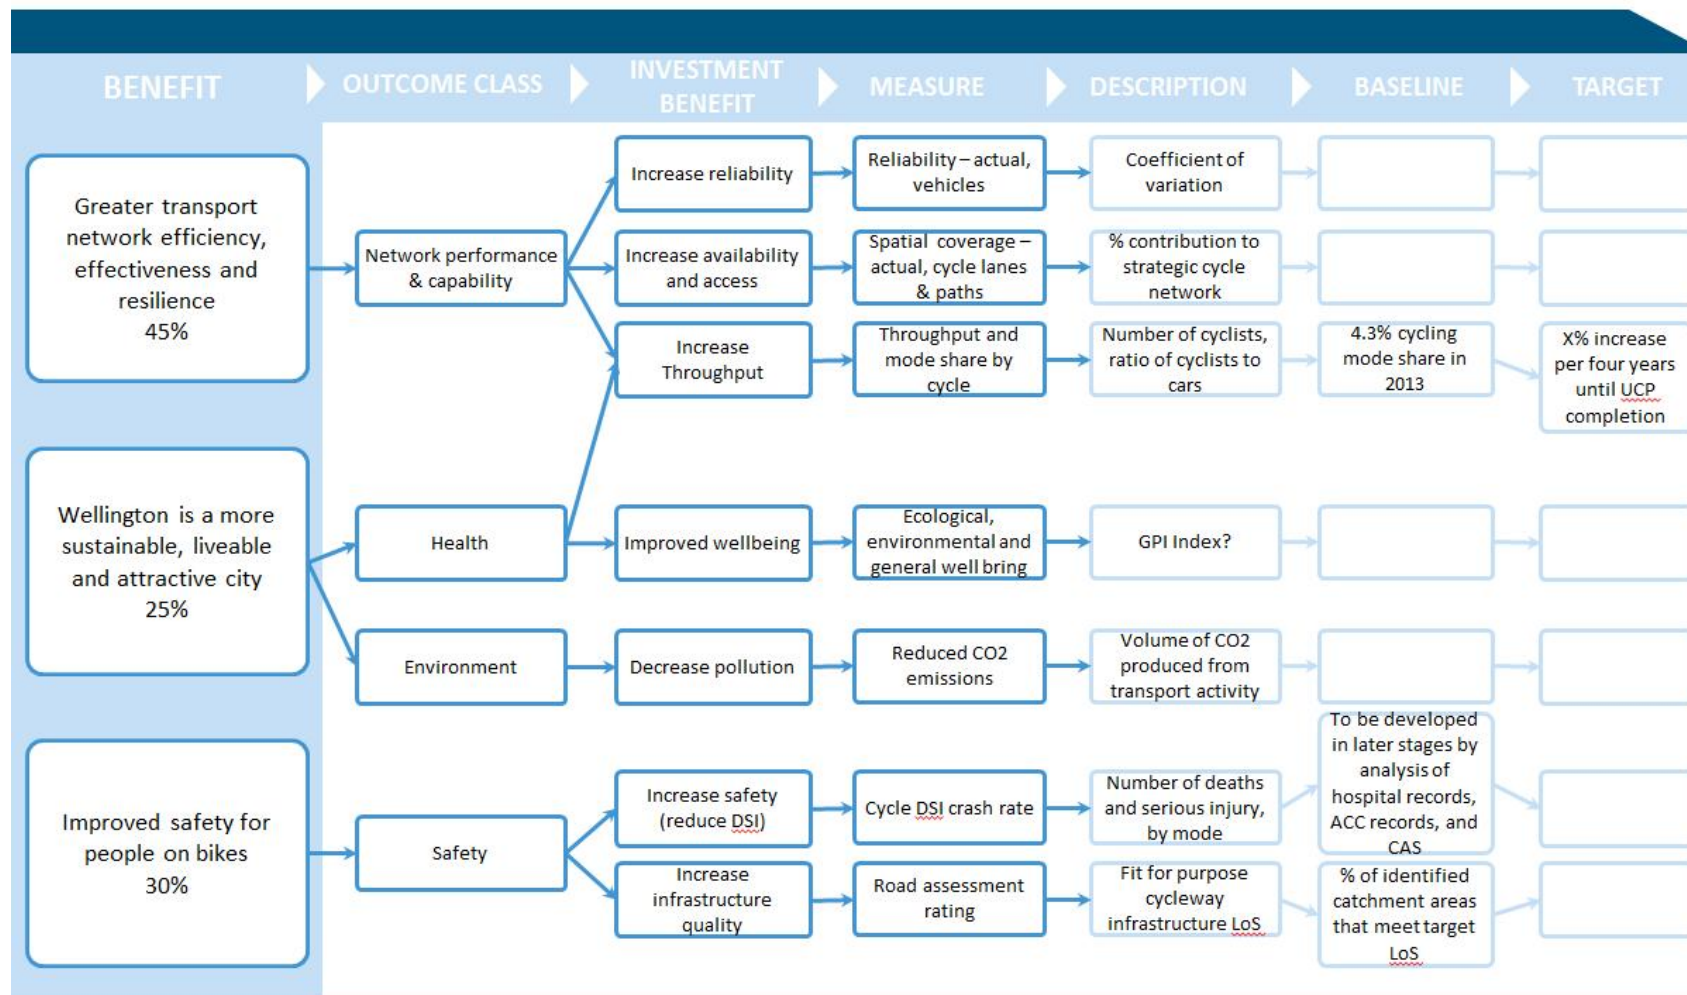 BENEFIT
OUTCOME CLASS
INVESTMENT
BENEFIT
MEASURE
DESCRIPTION
BASELINE
TARGET
Greater transport
network efficiency,
effectiveness and
resilience
45%
Network performance
& capability
Increase reliability
Reliability – actual,
vehicles
Coefficient of
variation
Increase availability
and access
Spatial coverage –
actual, cycle lanes
& paths
% contribution to
strategic cycle
network
Increase
Throughput
Throughput and
mode share by
cycle
Number of cyclists,
ratio of cyclists to
cars
4.3% cycling
mode share in
2013
X% increase
per four years
until UCP
completion
Wellington is a more
sustainable, liveable
and attractive city
25%
Health
Improved wellbeing
Ecological,
environmental and
general well bring
GPI Index?
Environment
Decrease pollution
Reduced CO2
emissions
Volume of CO2
produced from
transport activity
Improved safety for
people on bikes
30%
Safety
Increase safety
(reduce DSI)
Cycle DSI crash rate
Number of deaths
and serious injury,
by mode
To be developed
in later stages by
analysis of
hospital records,
ACC records, and
CAS
Increase
infrastructure
quality
Road assessment
rating
Fit for purpose
cycleway
infrastructure LoS
% of identified
catchment areas
that meet target
LoS